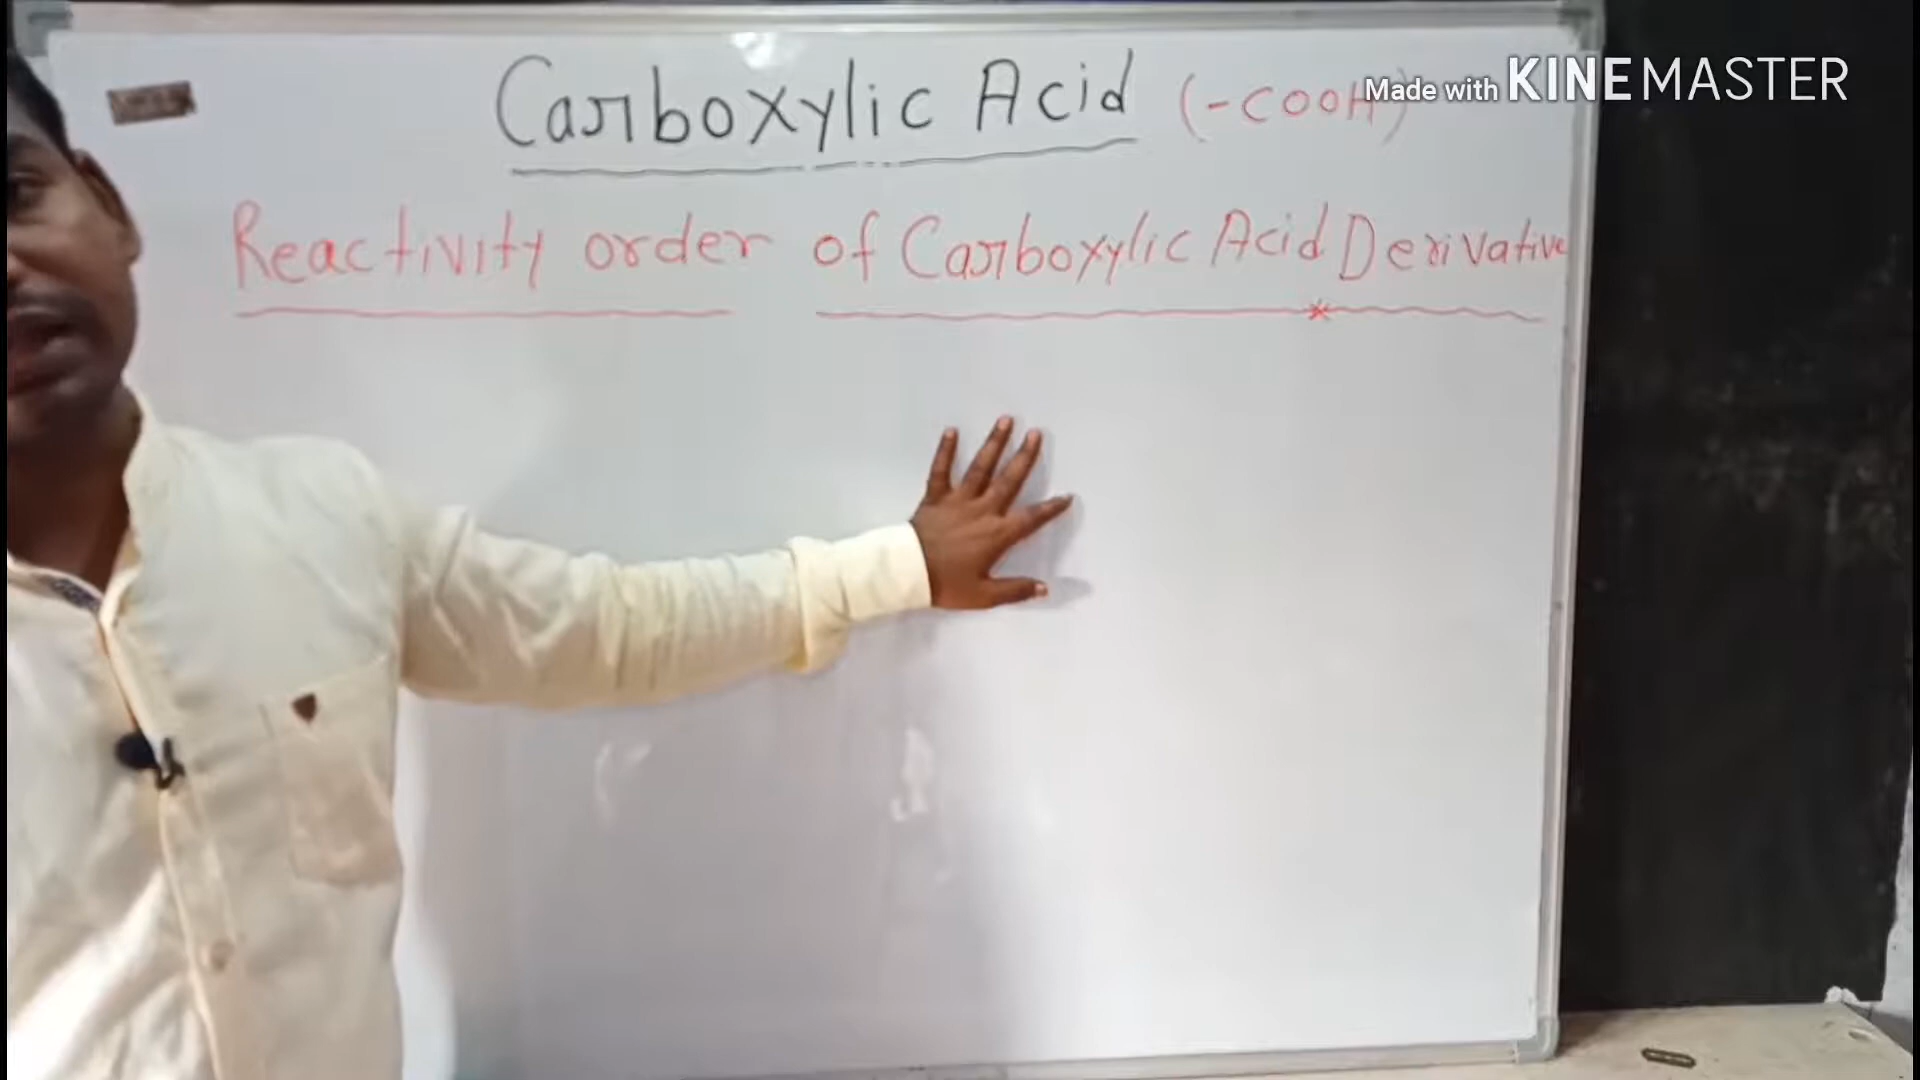 Carboxylic Acid (-COOH)
Made with KINEMASTER
Reactivity order of Carboxylic Acid Derivative